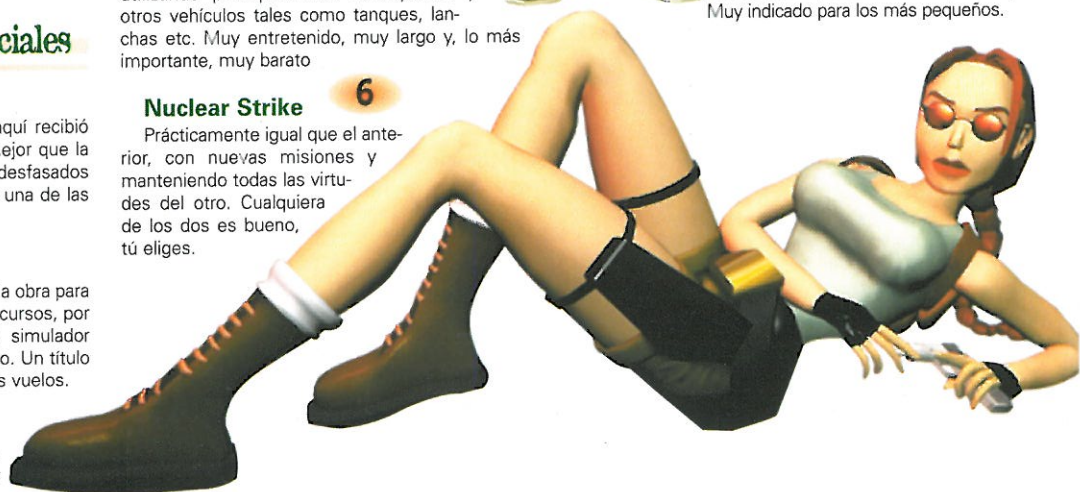 ciales
quí recibió
ejor que la
desfasados
una de las
a obra para
cursos, por
simulador
o. Un título
s vuelos.
otros vehículos tales como tanques, lan-
chas etc. Muy entretenido, muy largo y, lo más
importante, muy barato
Nuclear Strike 6
Prácticamente igual que el ante-
rior, con nuevas misiones y
manteniendo todas las virtu-
des del otro. Cualquiera
de los dos es bueno,
tú eliges.
Muy indicado para los más pequeños.